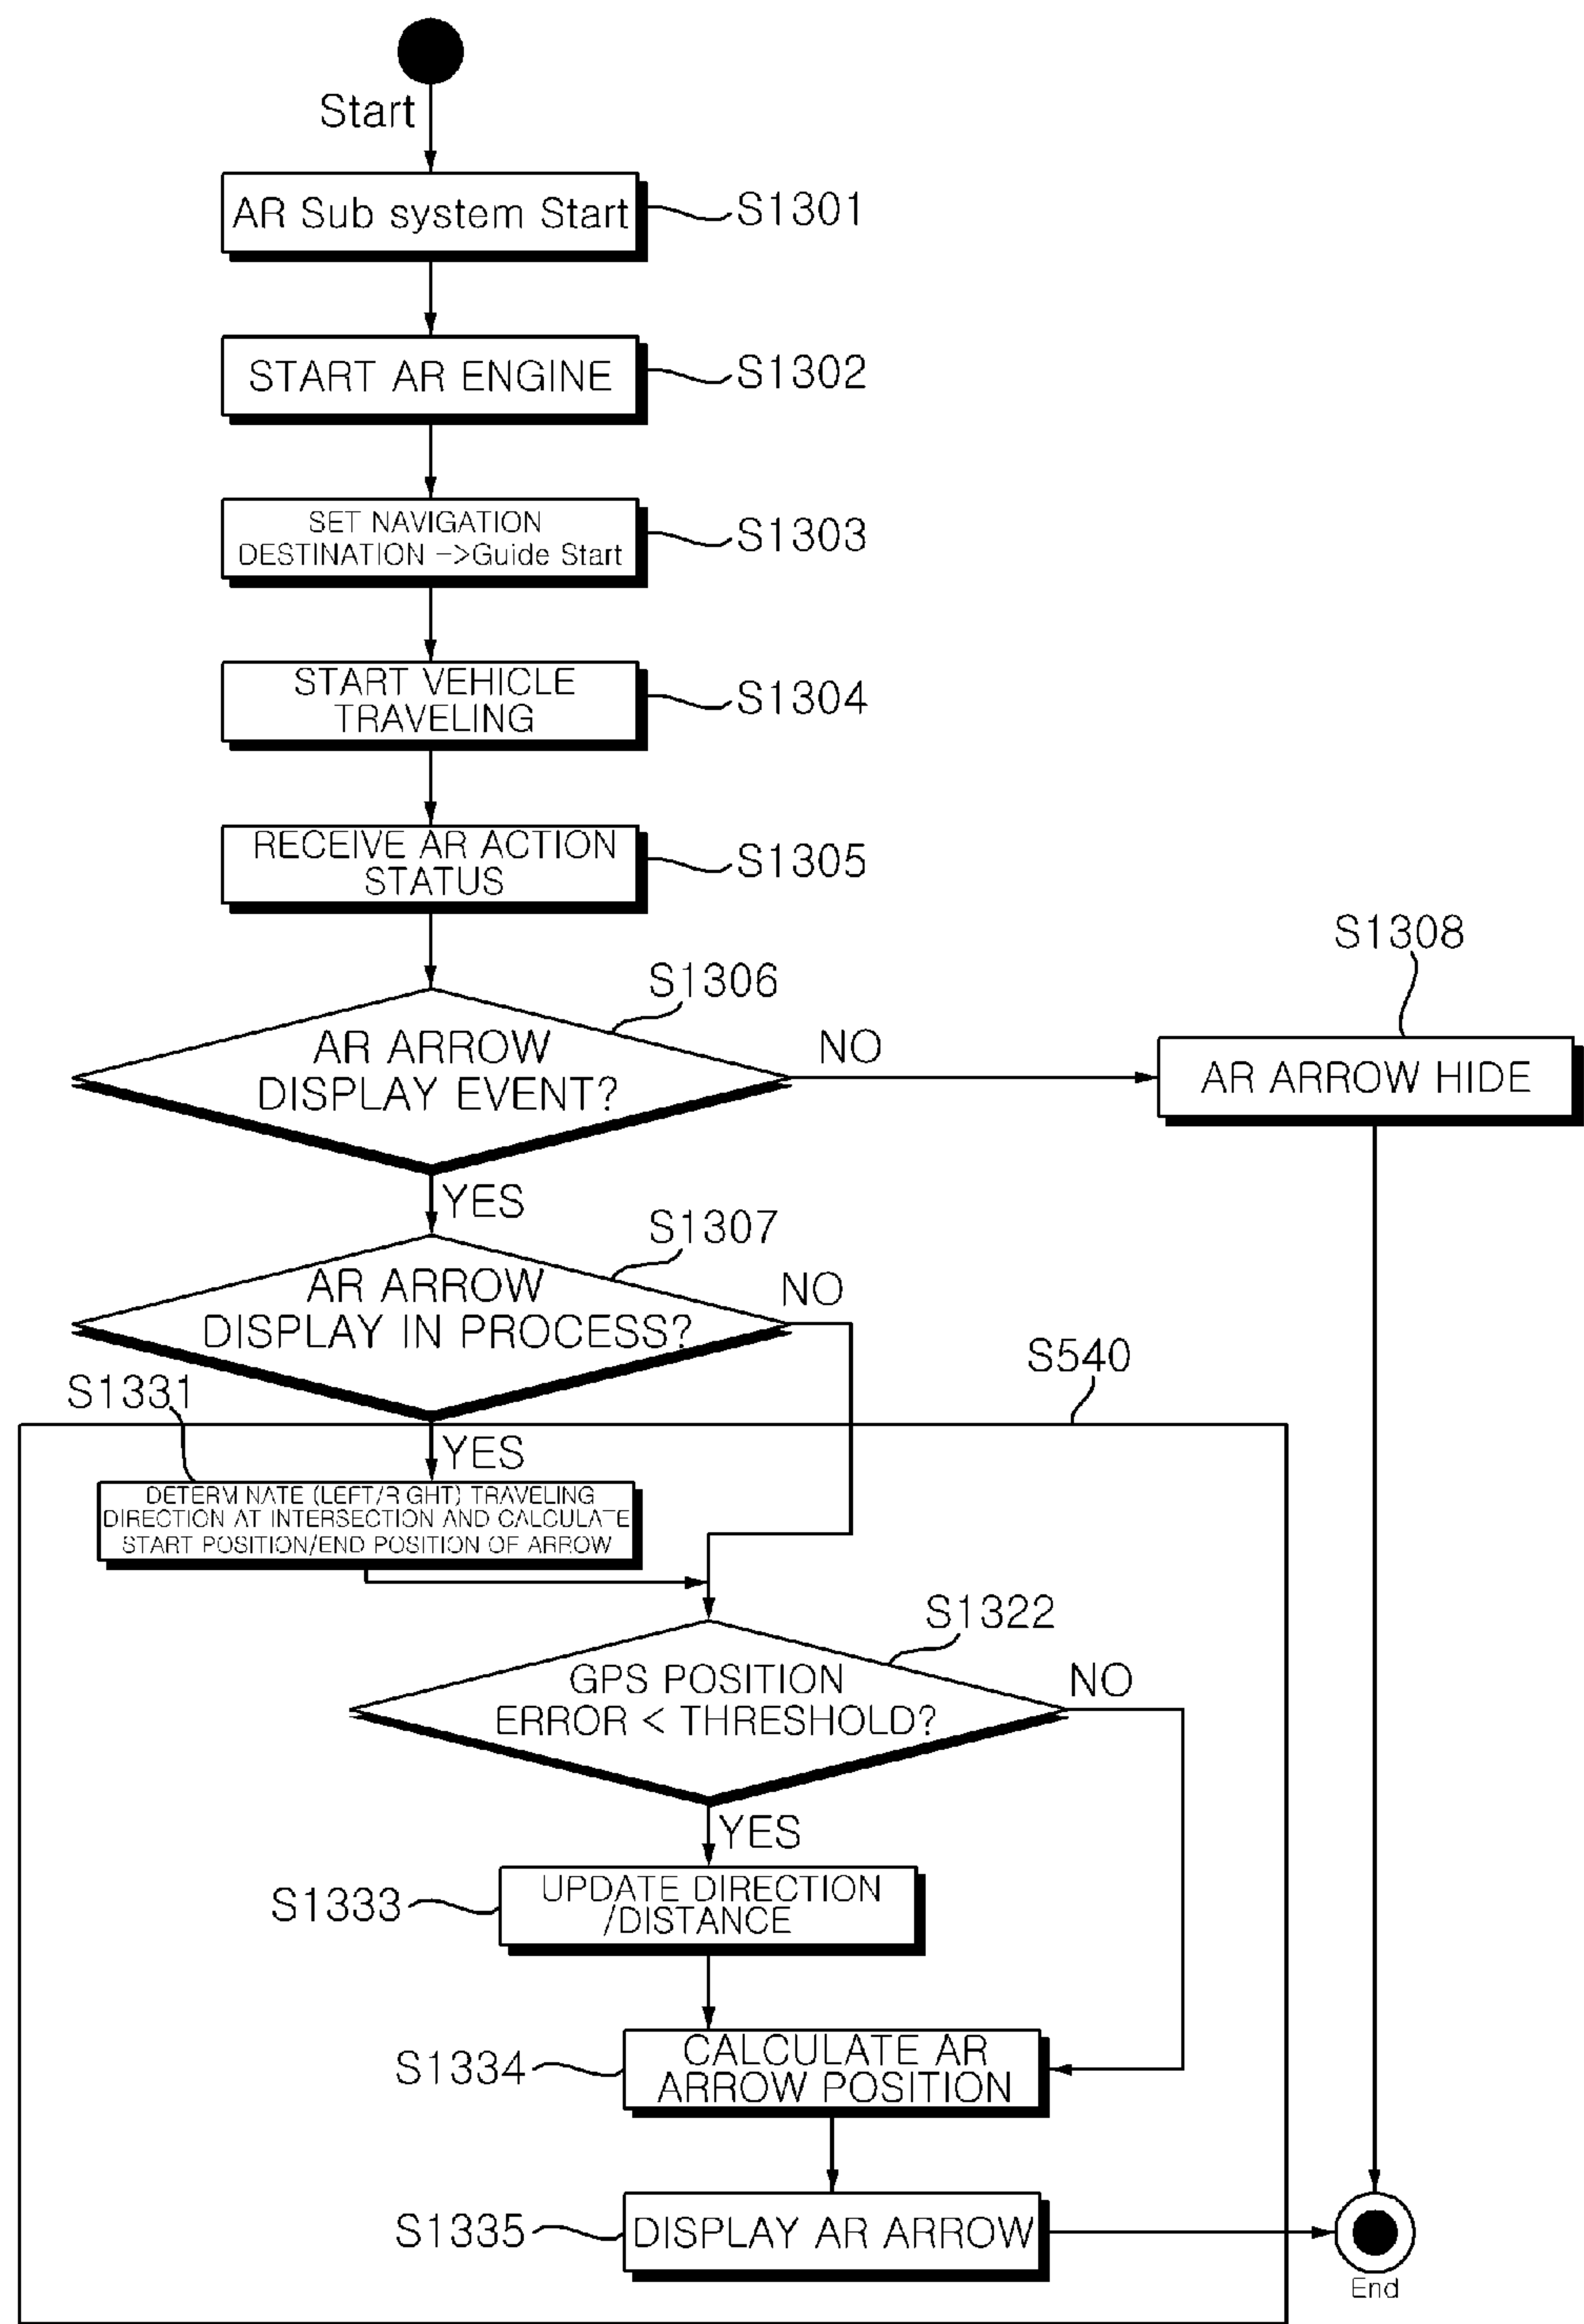 Start
AR Sub system Start
S1301
START AR ENGINE
S1302
SET NAVIGATION
DESTINATION ->Guide Start
S1303
START VEHICLE
TRAVELING
S1304
RECEIVE AR ACTION
STATUS
S1305
S1308
S1306
AR ARROW
DISPLAY EVENT?
NO
AR ARROW HIDE
YES
S1307
AR ARROW
DISPLAY IN PROCESS?
NO
S540
S1331
YES
DETERMINATE (LEFT/RIGHT) TRAVELING
DIRECTION AT INTERSECTION AND CALCULATE
START POSITION/END POSITION OF ARROW
S1322
GPS POSITION
ERROR < THRESHOLD?
NO
YES
S1333
UPDATE DIRECTION
/DISTANCE
S1334
CALCULATE AR
ARROW POSITION
S1335
DISPLAY AR ARROW
End